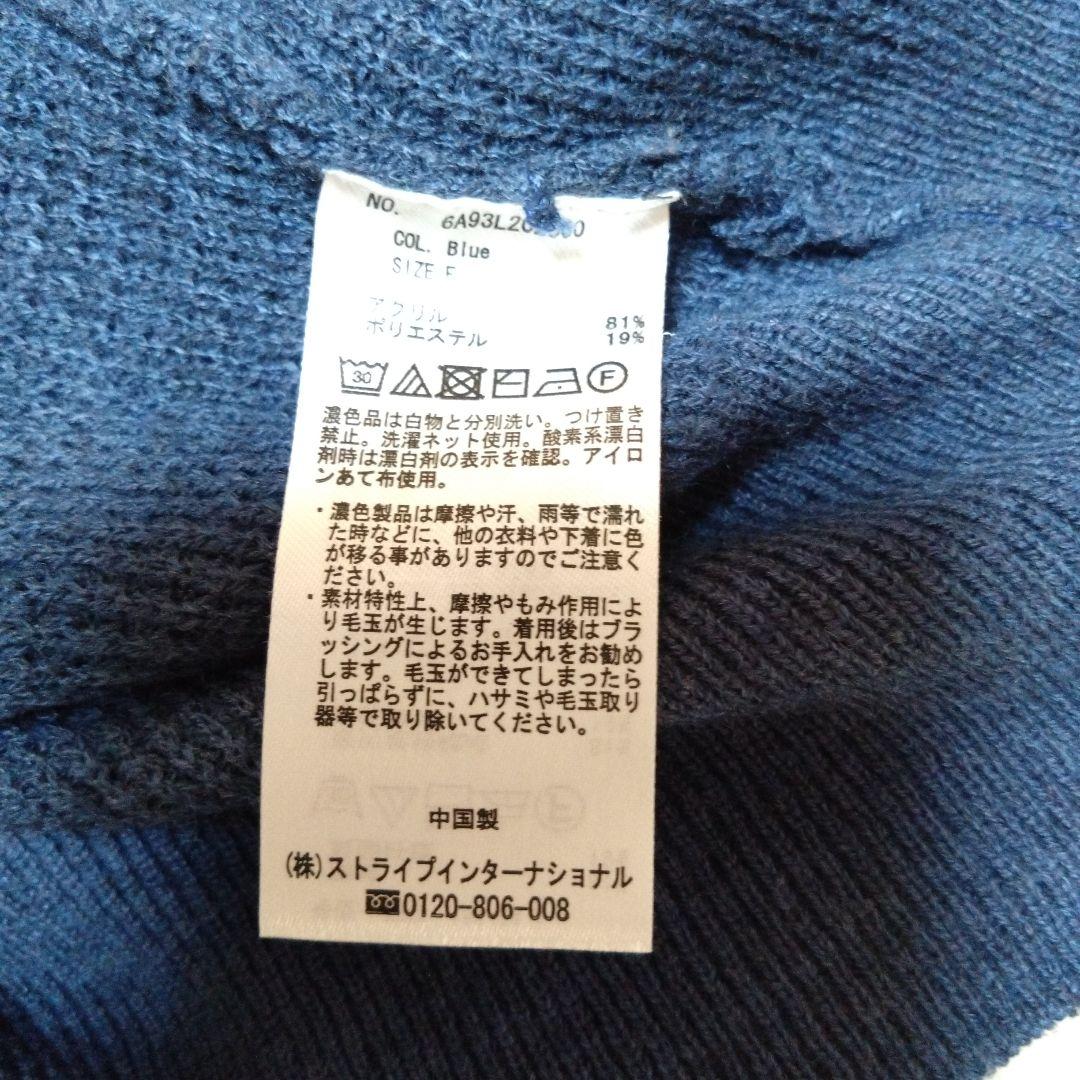 NO.
COL. Blue
SIZE F
アクリル 81%
ポリエステル 19%
30 F
濃色品は白物と分別洗い。つけ置き
禁止。洗濯ネット使用。酸素系漂白
剤時は漂白剤の表示を確認。アイロ
ンあて布使用。
・濃色製品は摩擦や汗、雨等で濡れ
た時などに、他の衣料や下着に色
が移る事がありますのでご注意く
ださい。
・素材特性上、摩擦やもみ作用によ
り毛玉が生じます。着用後はブラ
ッシングによるお手入れをお勧め
します。毛玉ができてしまったら
引っぱらずに、ハサミや毛玉取り
器等で取り除いてください。
中国製
(株)ストライプインターナショナル
0120-806-008